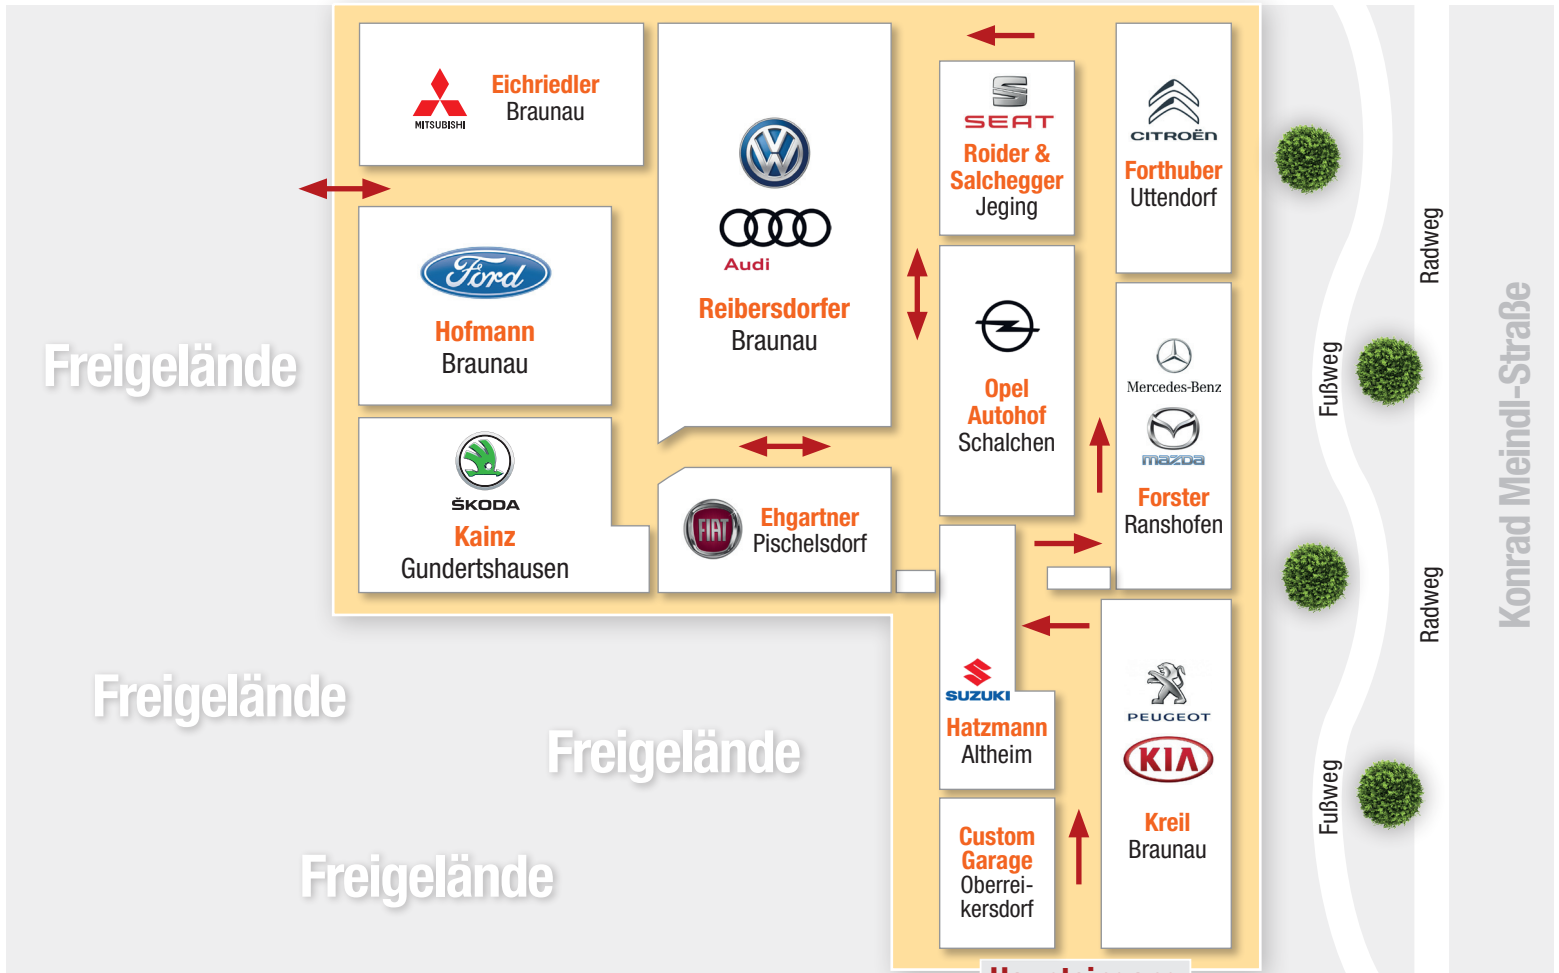 MITSUBISHI
Eichriedler
Braunau
Ford
Hofmann
Braunau
ŠKODA
Kainz
Gundertshausen
Audi
Reibersdorfer
Braunau
FIAT
Ehgartner
Pischelsdorf
SEAT
Roider &
Salchegger
Jeging
Opel
Autohof
Schalchen
CITROËN
Forthuber
Uttendorf
Mercedes-Benz
mazda
Forster
Ranshofen
SUZUKI
Hatzmann
Altheim
Custom
Garage
Oberrei-
kersdorf
PEUGEOT
KIA
Kreil
Braunau
Freigelände
Freigelände
Freigelände
Freigelände
Radweg
Fußweg
Radweg
Fußweg
Konrad Meindl-Straße